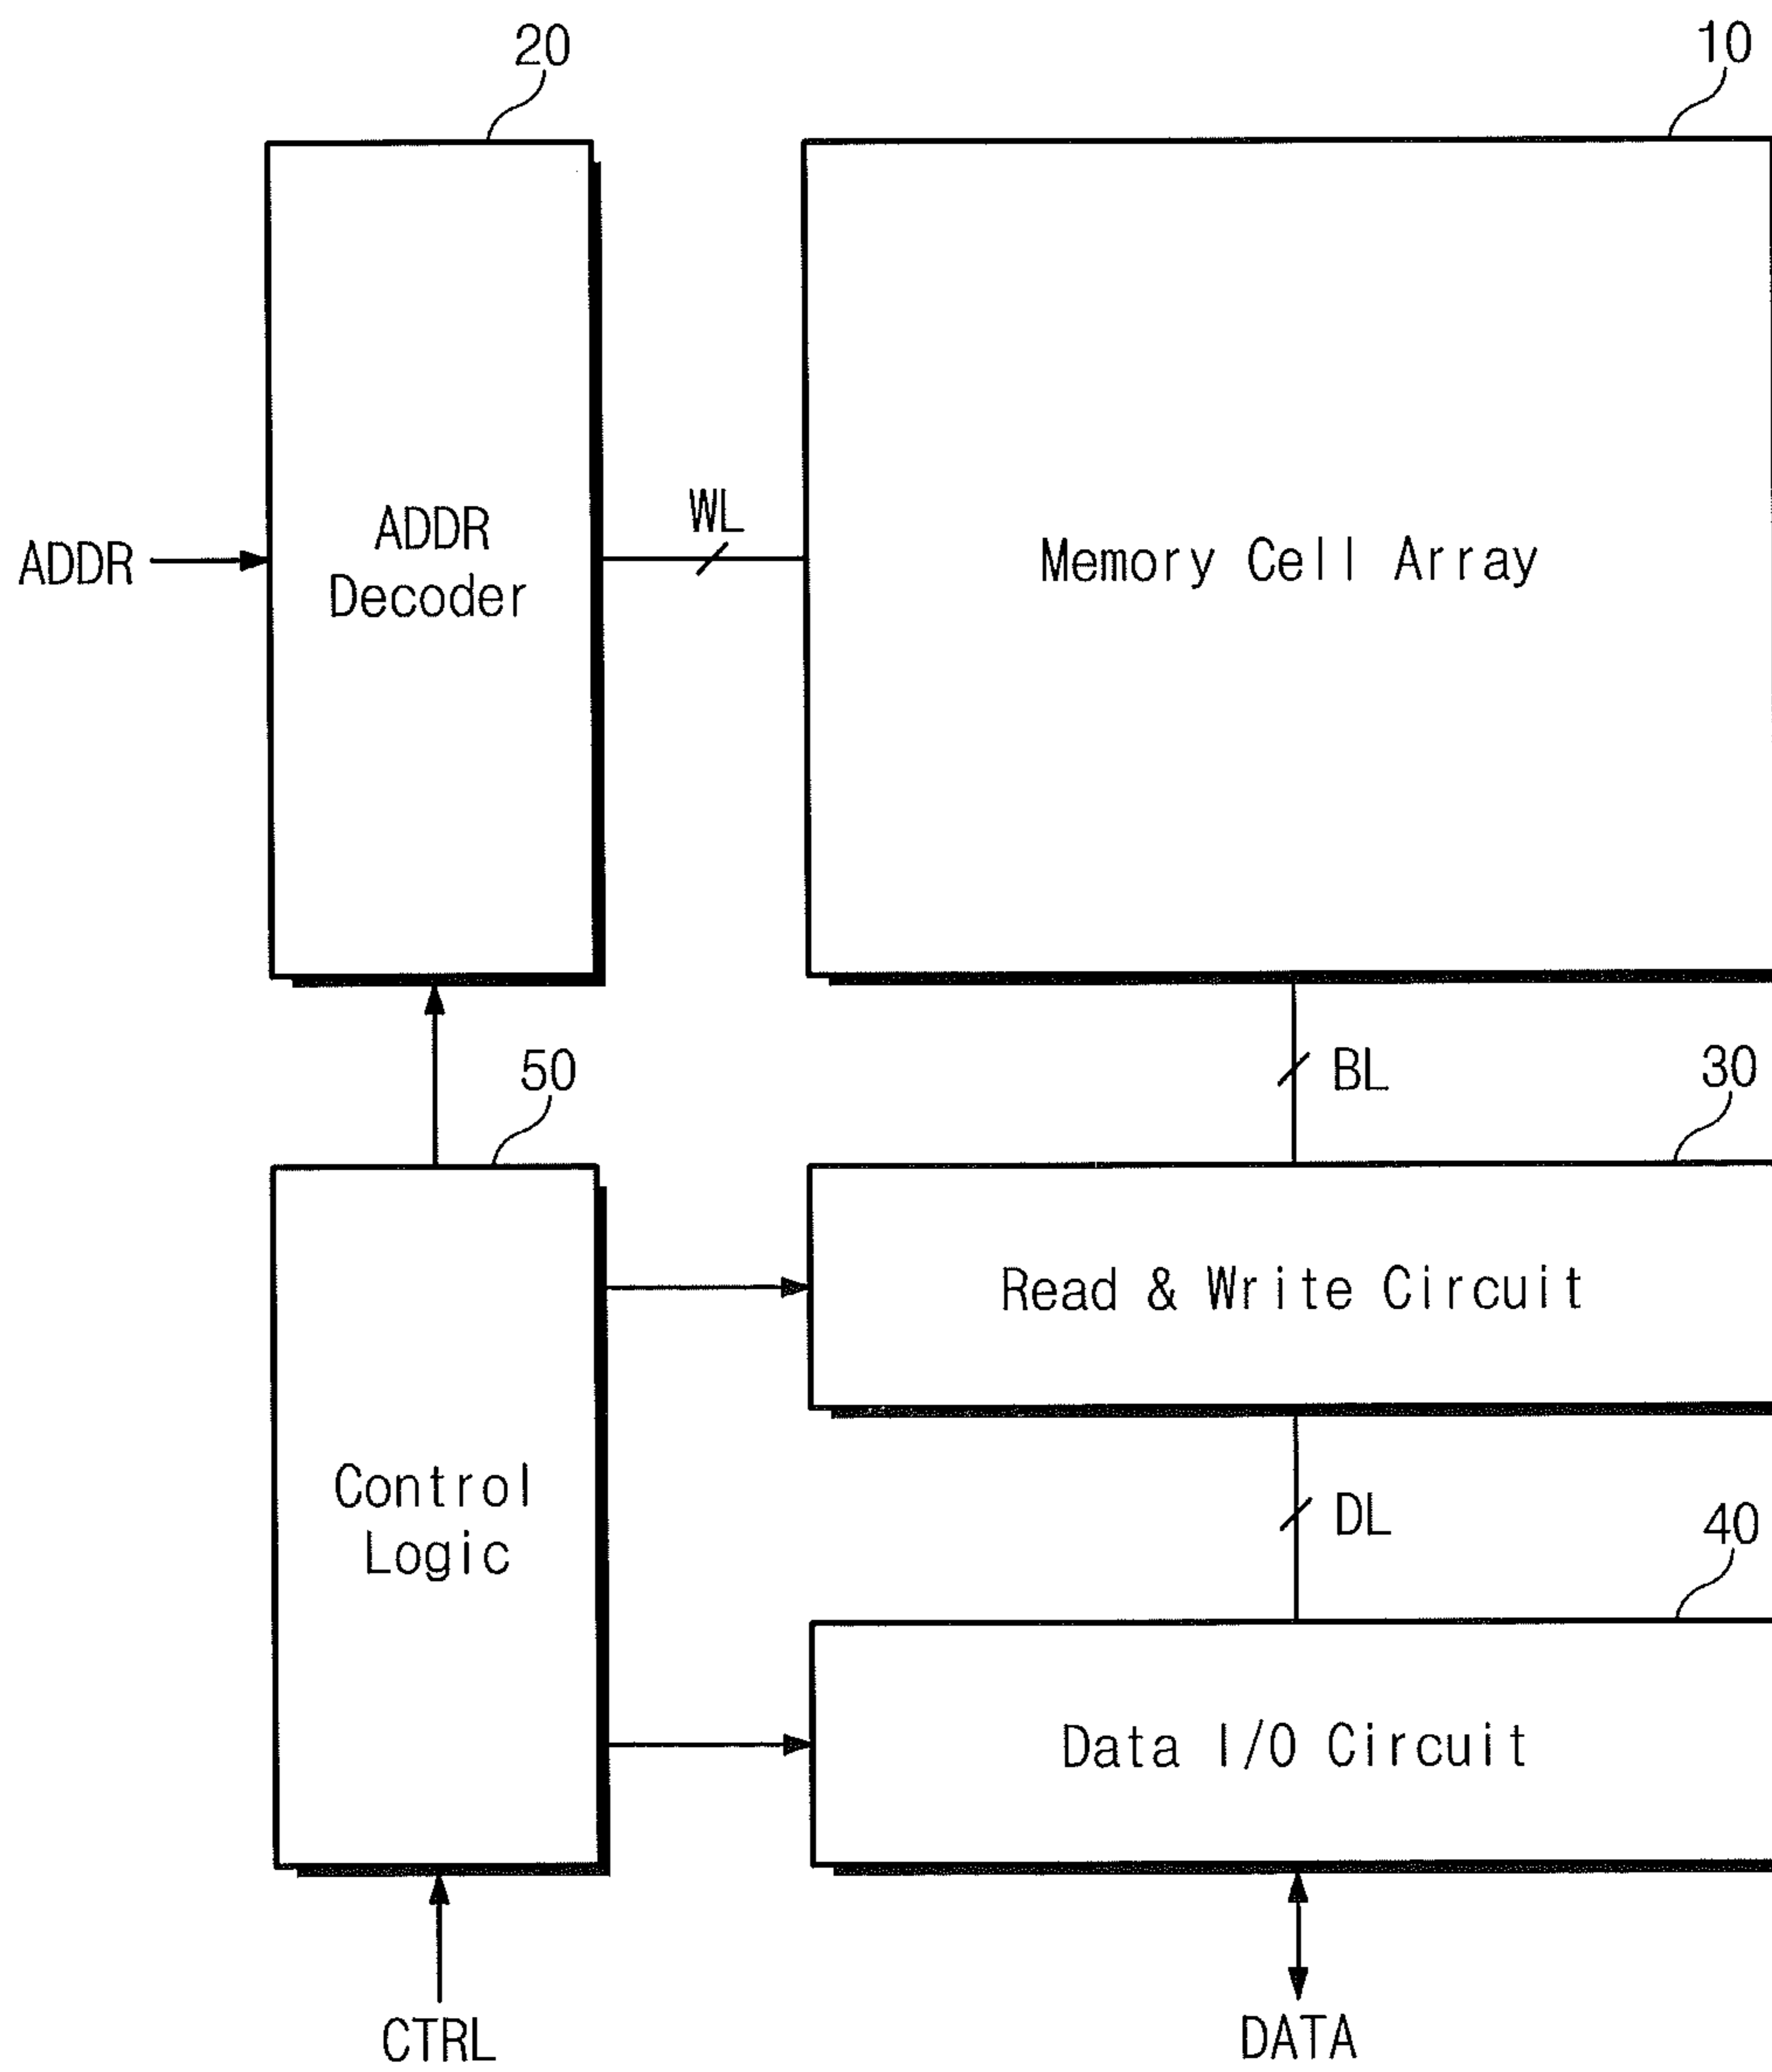 20
10
ADDR
ADDR
Decoder
WL
Memory Cell Array
50
BL
30
Read & Write Circuit
Control
Logic
DL
40
Data I/O Circuit
CTRL
DATA